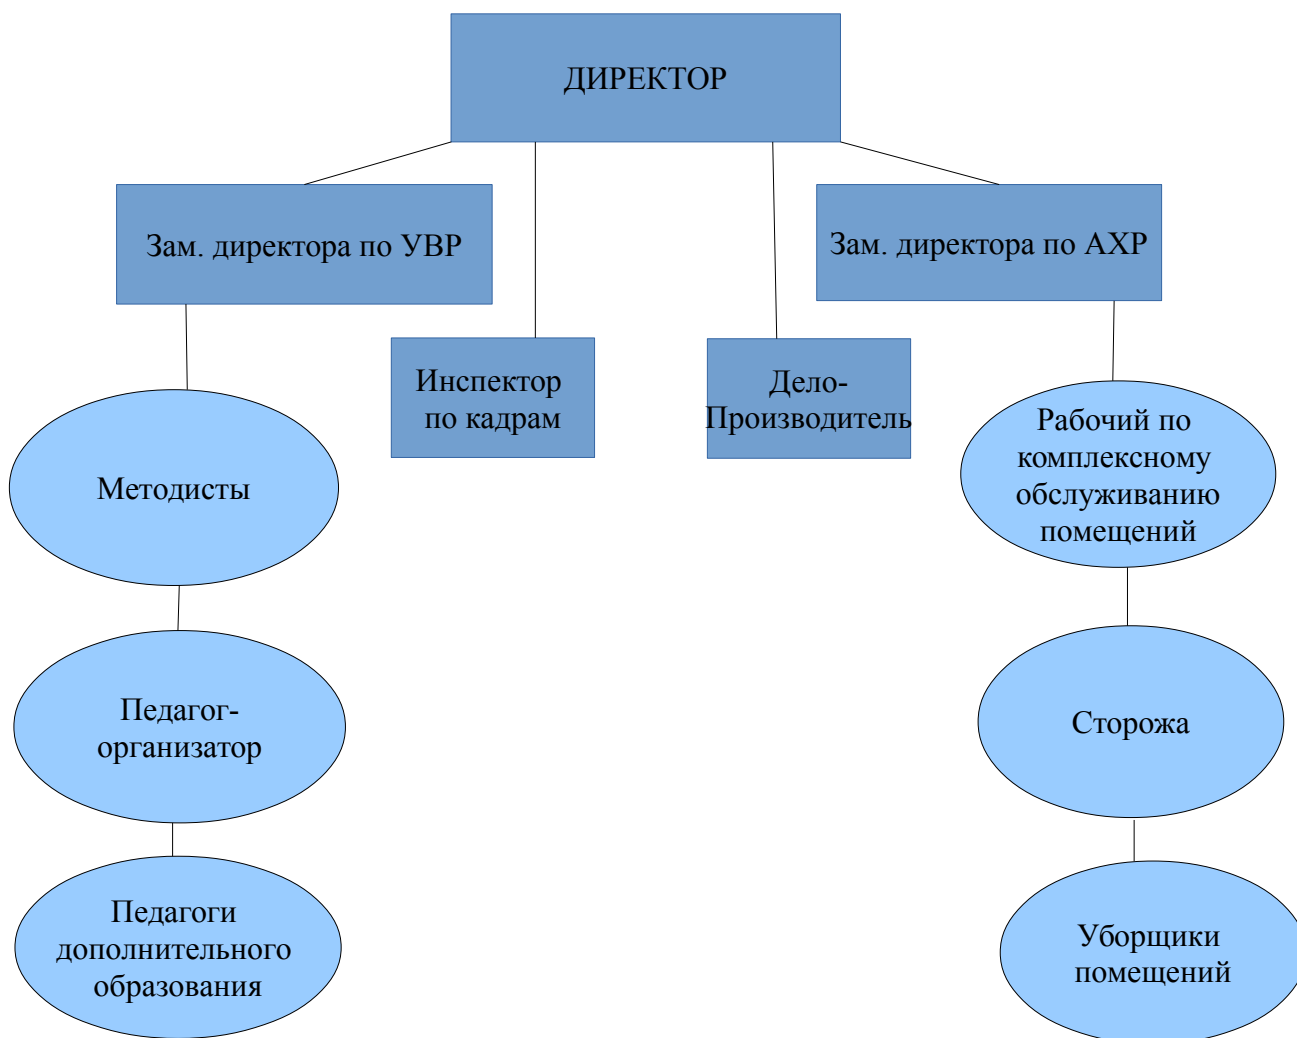 ДИРЕКТОР
Зам. директора по УВР
Зам. директора по АХР
Инспектор
по кадрам
Дело-
Производитель
Методисты
Рабочий по
комплексному
обслуживанию
помещений
Педагог-
организатор
Сторожа
Педагоги
дополнительного
образования
Уборщики
помещений